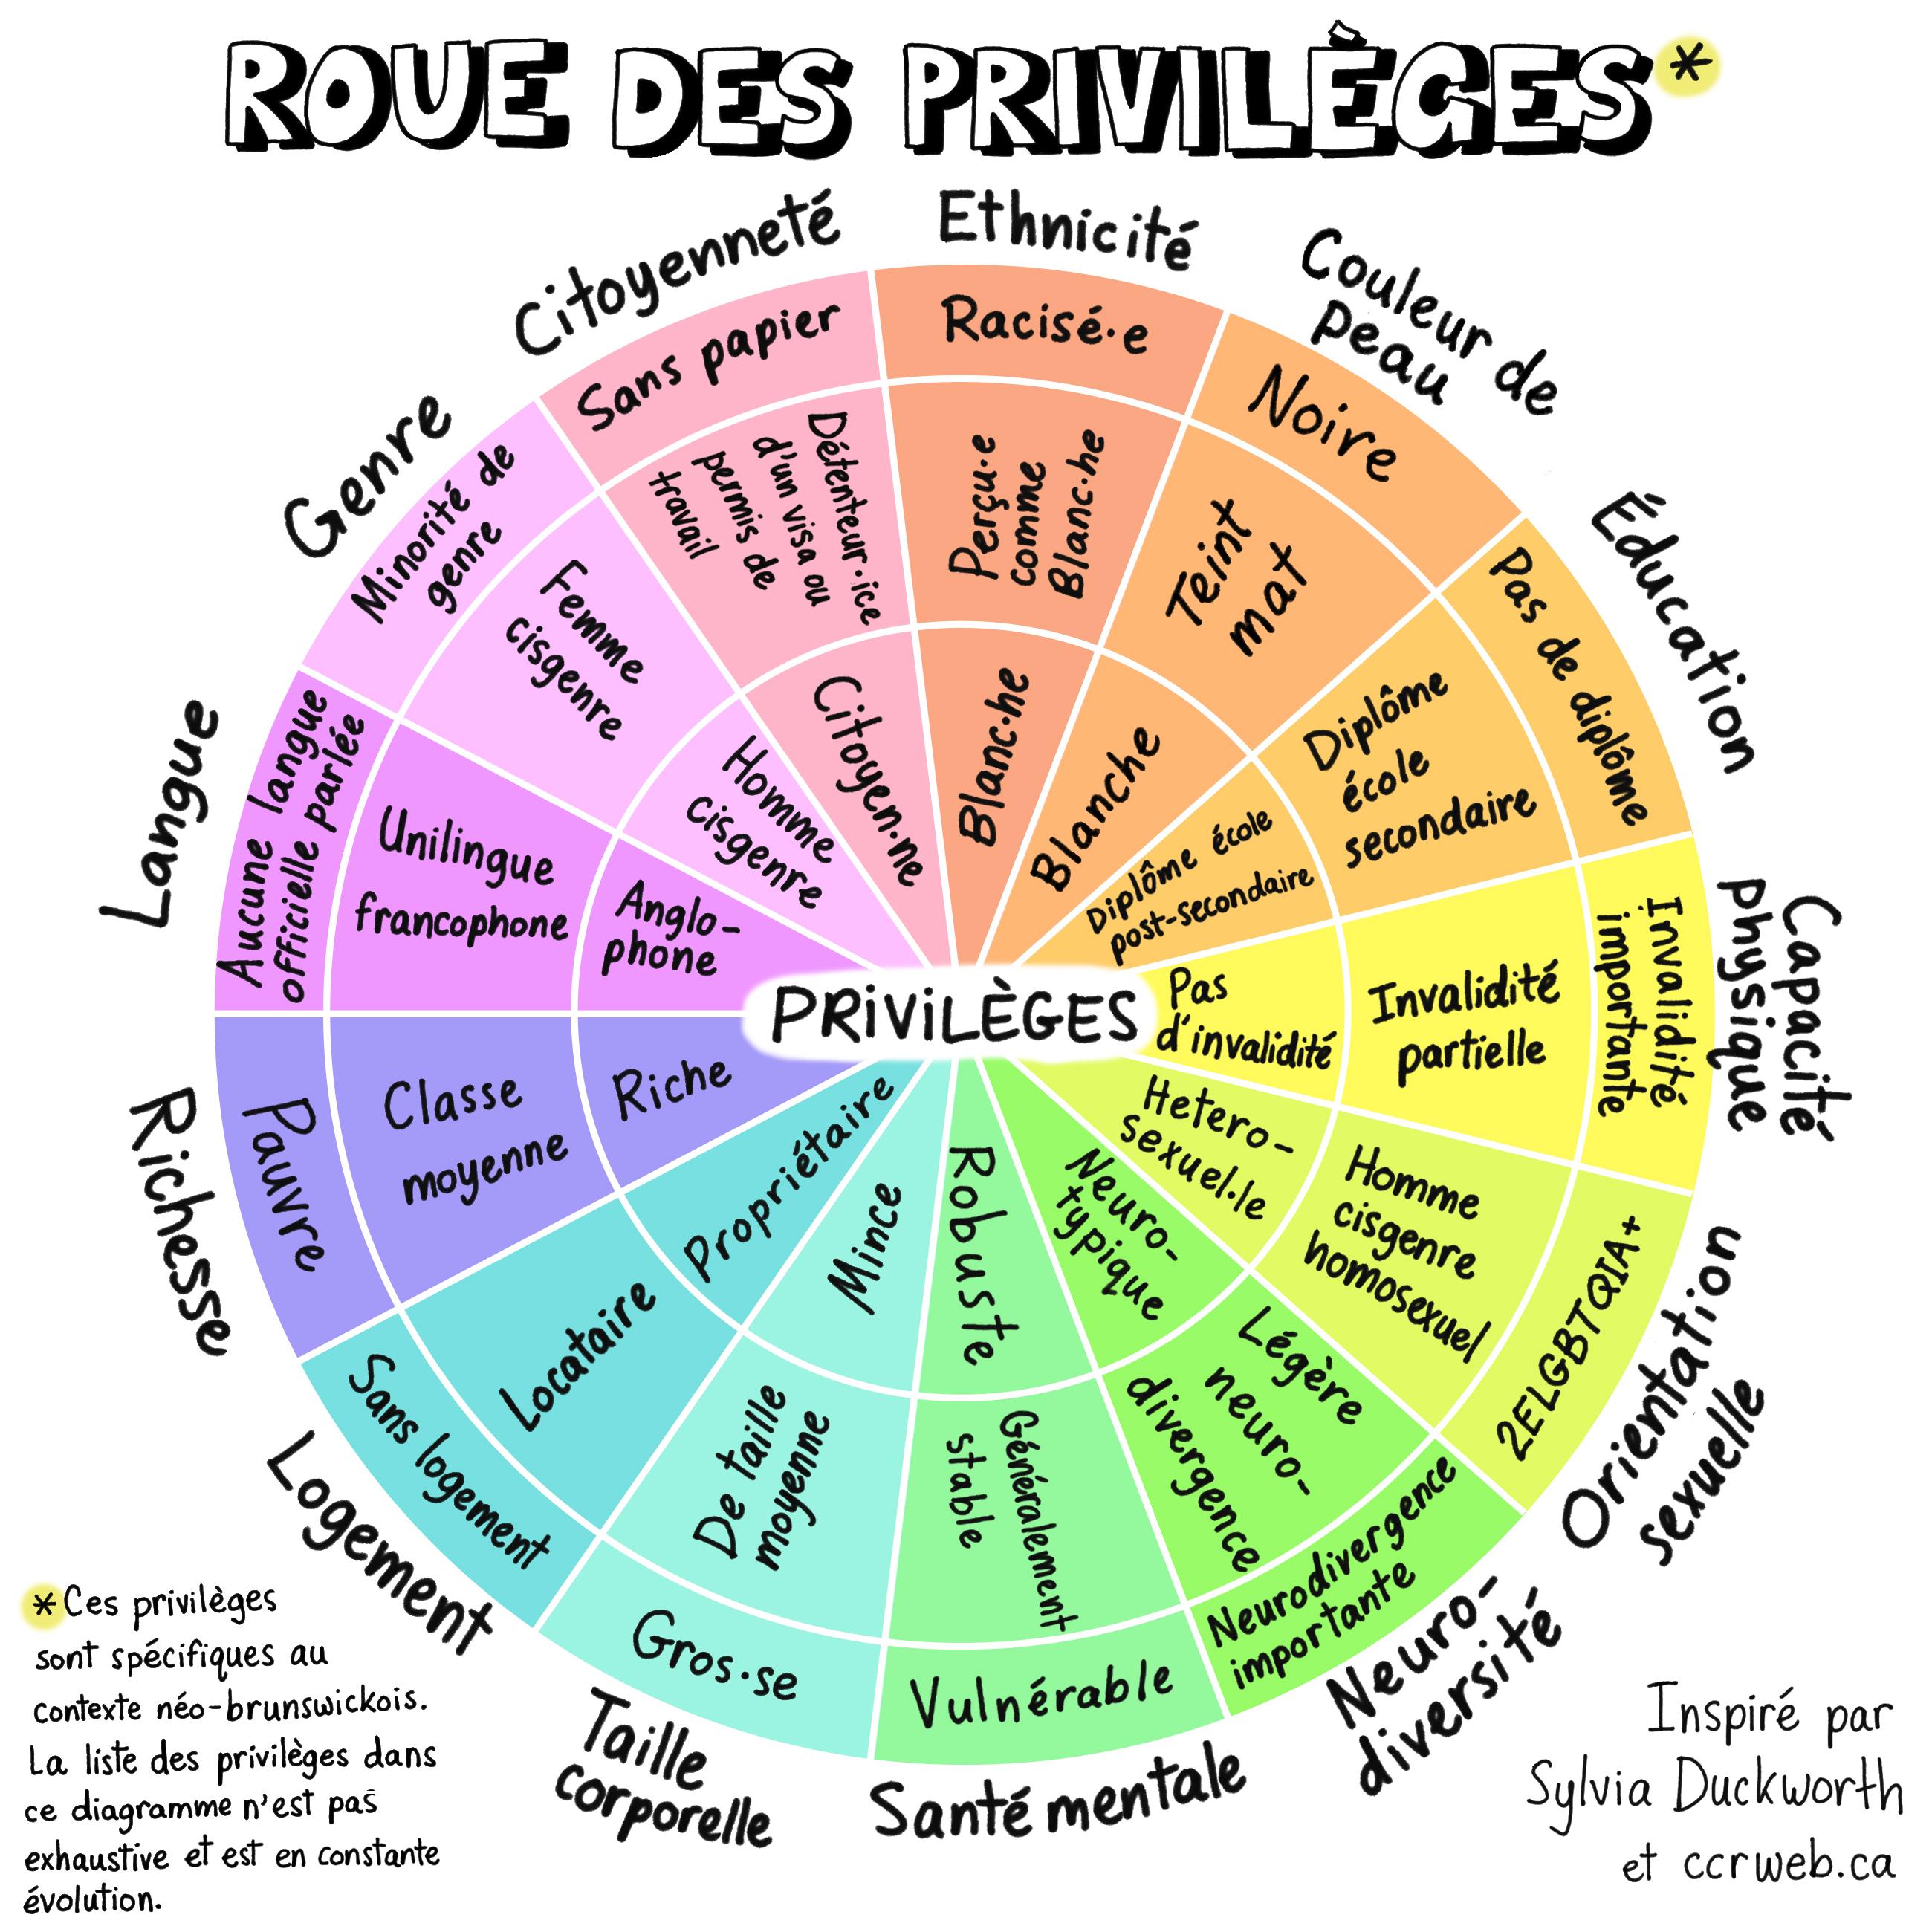 ROUE DES PRIVILÈGES*
Citoyenneté
Sans papier
Détenteur·ice
d'un visa ou
permis de
travail
Citoyen·ne
Ethnicité
Racisé·e
Perçu·e
comme
Blanc·he
Blanc·he
Couleur de
peau
Noire
Teint
mat
Blanche
Éducation
Pas de diplôme
Diplôme
école
secondaire
Diplôme école
post-secondaire
Capacité
physique
Invalidité
importante
Invalidité
partielle
Pas
d'invalidité
Orientation
sexuelle
2ELGBTQIA+
Homme
cisgenre
homosexuel
Hetero-
sexuel·le
Neuro-
diversité
Neurodivergence
importante
Légère
neuro-
divergence
Neuro-
typique
Santé mentale
Vulnérable
Généralement
stable
Robuste
Taille
corporelle
Gros·se
De taille
moyenne
Mince
Logement
Sans logement
Locataire
Propriétaire
Richesse
Pauvre
Classe
moyenne
Riche
Langue
Aucune langue
officielle parlée
Unilingue
francophone
Anglo-
phone
Genre
Minorité de
genre
Femme
cisgenre
Homme
cisgenre
PRiViLÈGES
*Ces privilèges
sont spécifiques au
contexte néo-brunswickois.
La liste des privilèges dans
ce diagramme n'est pas
exhaustive et est en constante
évolution.
Inspiré par
Sylvia Duckworth
et ccrweb.ca